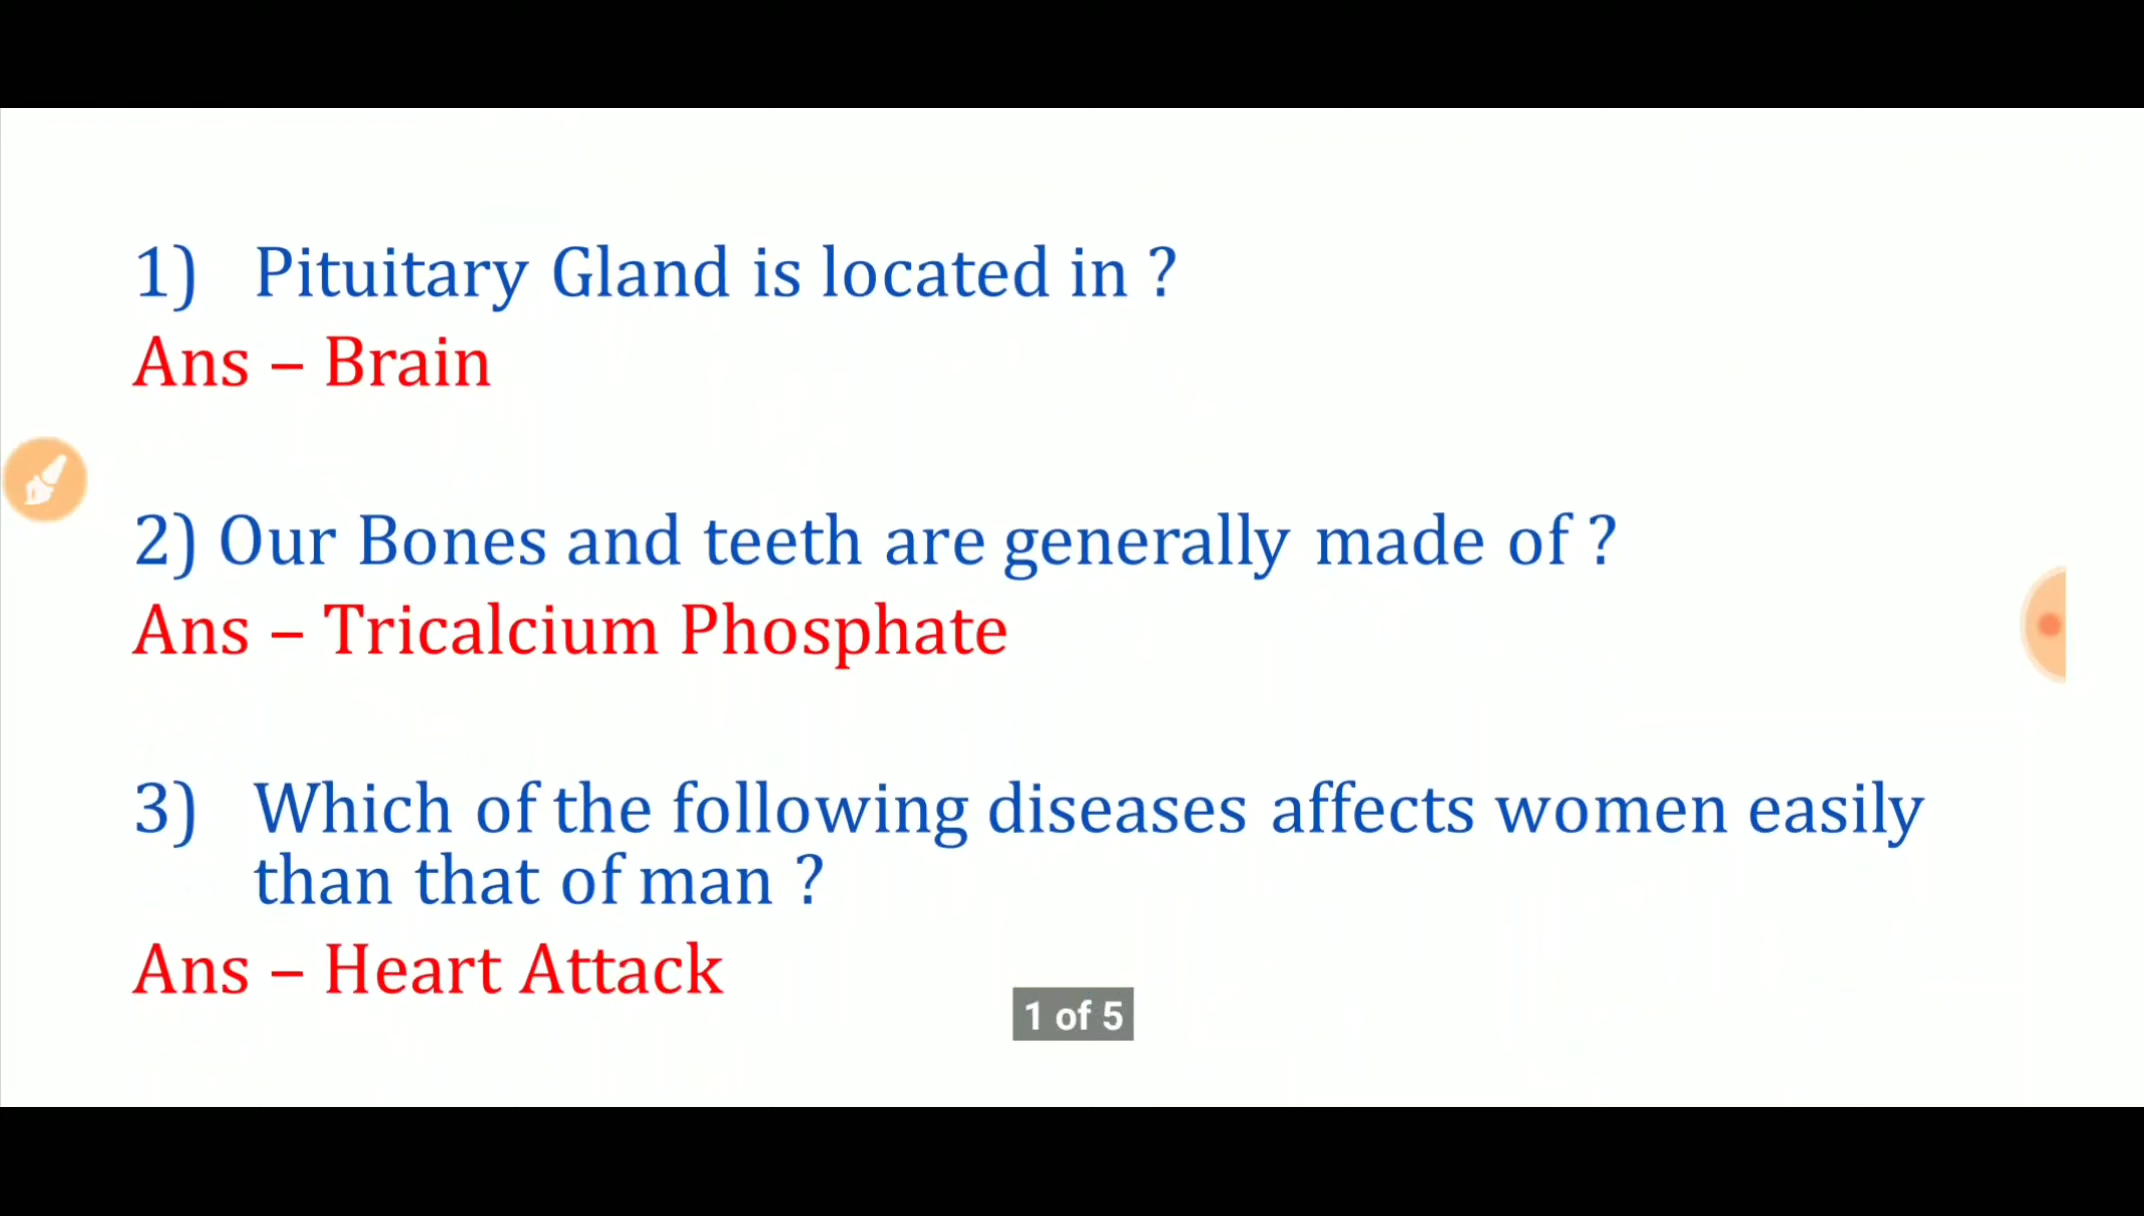 1) Pituitary Gland is located in ?
Ans – Brain
2) Our Bones and teeth are generally made of ?
Ans – Tricalcium Phosphate
3) Which of the following diseases affects women easily
than that of man ?
Ans – Heart Attack
1 of 5